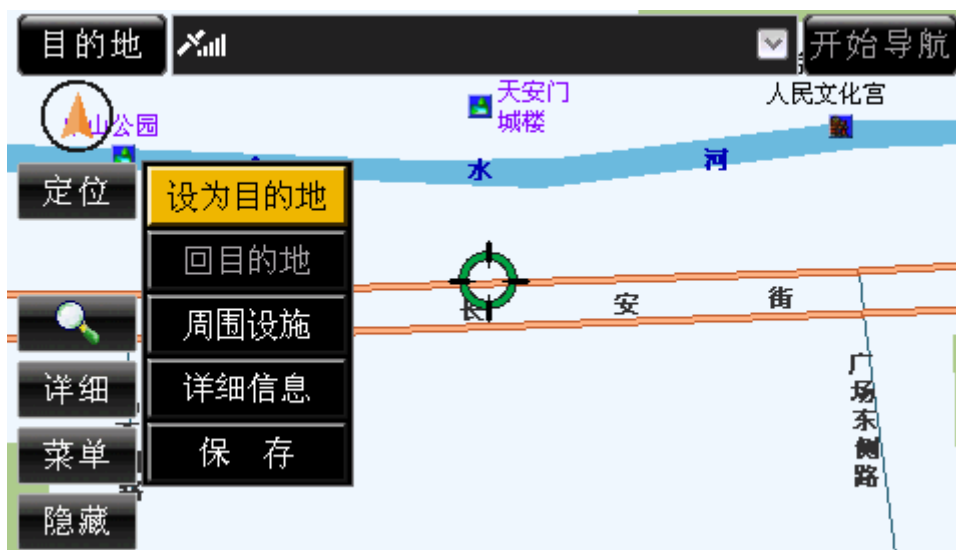 目的地
开始导航
天安门
城楼
人民文化宫
山公园
水
河
定位
设为目的地
回目的地
周围设施
长
安
街
详细
详细信息
广场东侧路
菜单
保 存
隐藏